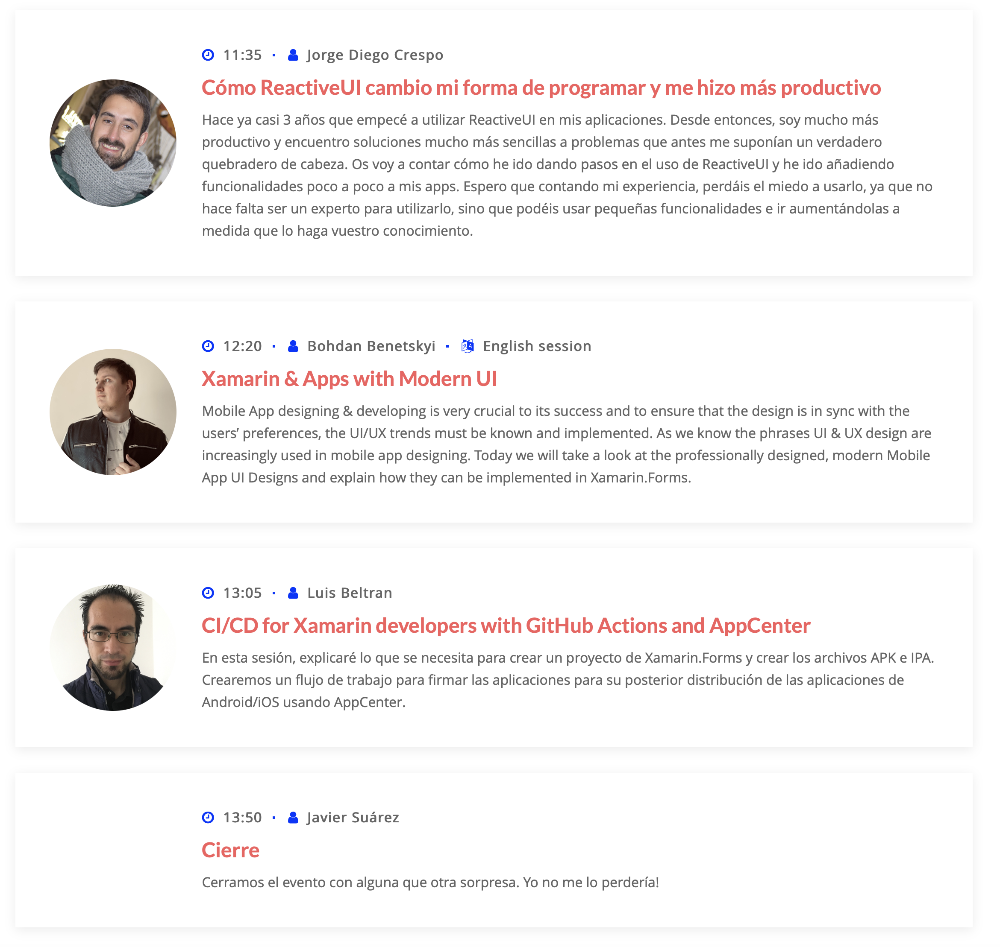 11:35 · Jorge Diego Crespo
Cómo ReactiveUI cambio mi forma de programar y me hizo más productivo
Hace ya casi 3 años que empecé a utilizar ReactiveUI en mis aplicaciones. Desde entonces, soy mucho más
productivo y encuentro soluciones mucho más sencillas a problemas que antes me suponían un verdadero
quebradero de cabeza. Os voy a contar cómo he ido dando pasos en el uso de ReactiveUI y he ido añadiendo
funcionalidades poco a poco a mis apps. Espero que contando mi experiencia, perdáis el miedo a usarlo, ya que no
hace falta ser un experto para utilizarlo, sino que podéis usar pequeñas funcionalidades e ir aumentándolas a
medida que lo haga vuestro conocimiento.
12:20 · Bohdan Benetskyi · English session
Xamarin & Apps with Modern UI
Mobile App designing & developing is very crucial to its success and to ensure that the design is in sync with the
users’ preferences, the UI/UX trends must be known and implemented. As we know the phrases UI & UX design are
increasingly used in mobile app designing. Today we will take a look at the professionally designed, modern Mobile
App UI Designs and explain how they can be implemented in Xamarin.Forms.
13:05 · Luis Beltran
CI/CD for Xamarin developers with GitHub Actions and AppCenter
En esta sesión, explicaré lo que se necesita para crear un proyecto de Xamarin.Forms y crear los archivos APK e IPA.
Crearemos un flujo de trabajo para firmar las aplicaciones para su posterior distribución de las aplicaciones de
Android/iOS usando AppCenter.
13:50 · Javier Suárez
Cierre
Cerramos el evento con alguna que otra sorpresa. Yo no me lo perdería!